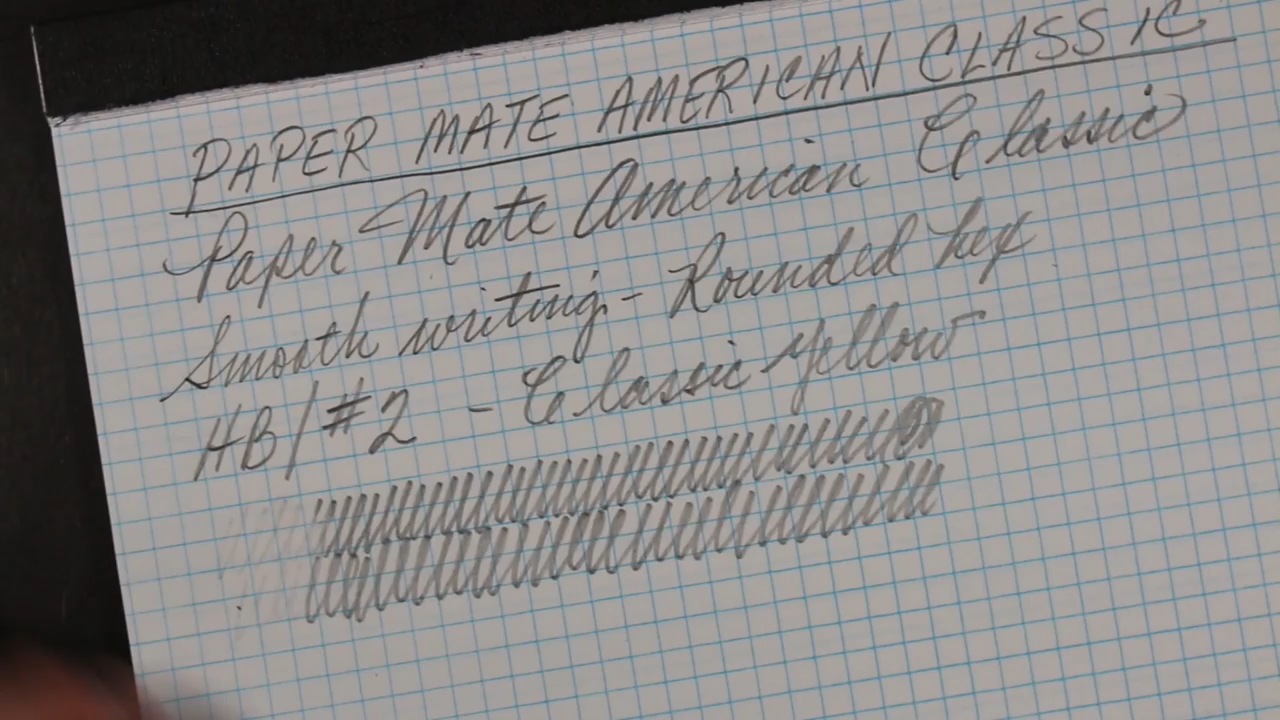 PAPER MATE AMERICAN CLASSIC
Paper Mate American Classic
Smooth writing - Rounded hex
HB/#2 - Classic yellow